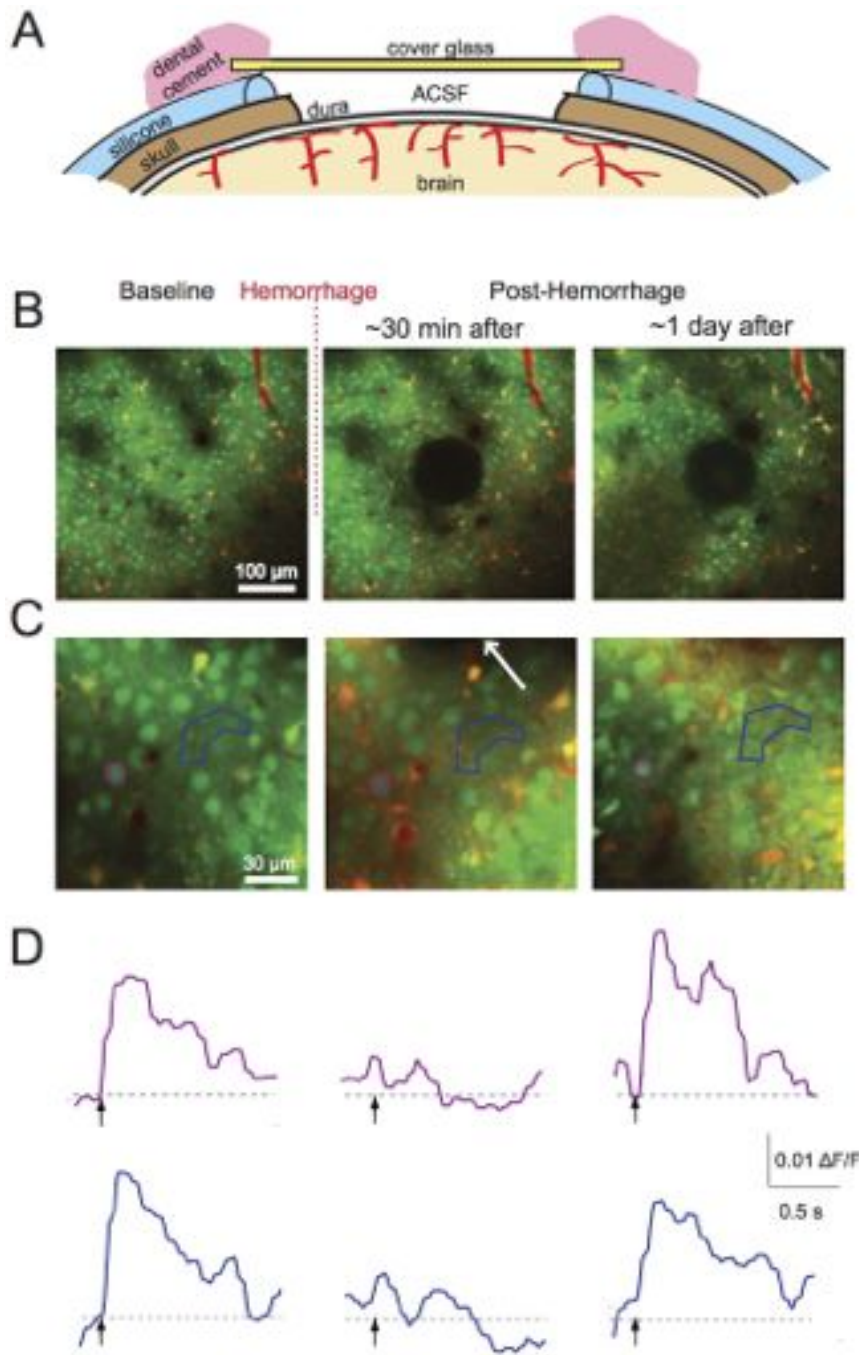 A
dental
cement
cover glass
ACSF
dura
silicone
skull
brain
B
Baseline Hemorrhage Post-Hemorrhage
~30 min after ~1 day after
100 µm
C
30 µm
D
0.01 ΔF/F
0.5 s